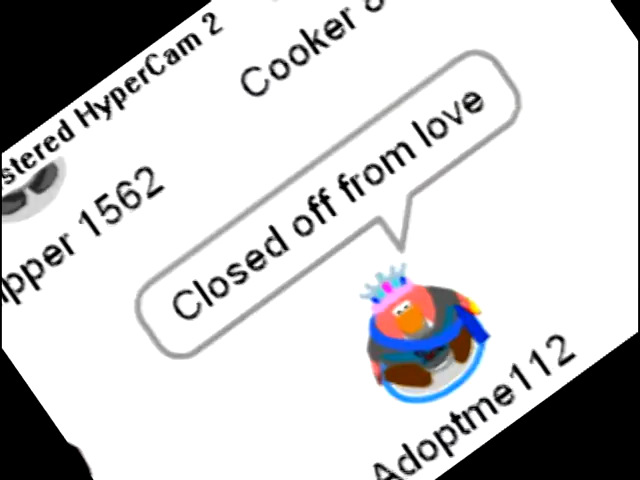 stered HyperCam 2
Cooker
pper 1562
Closed off from love
Adoptme112